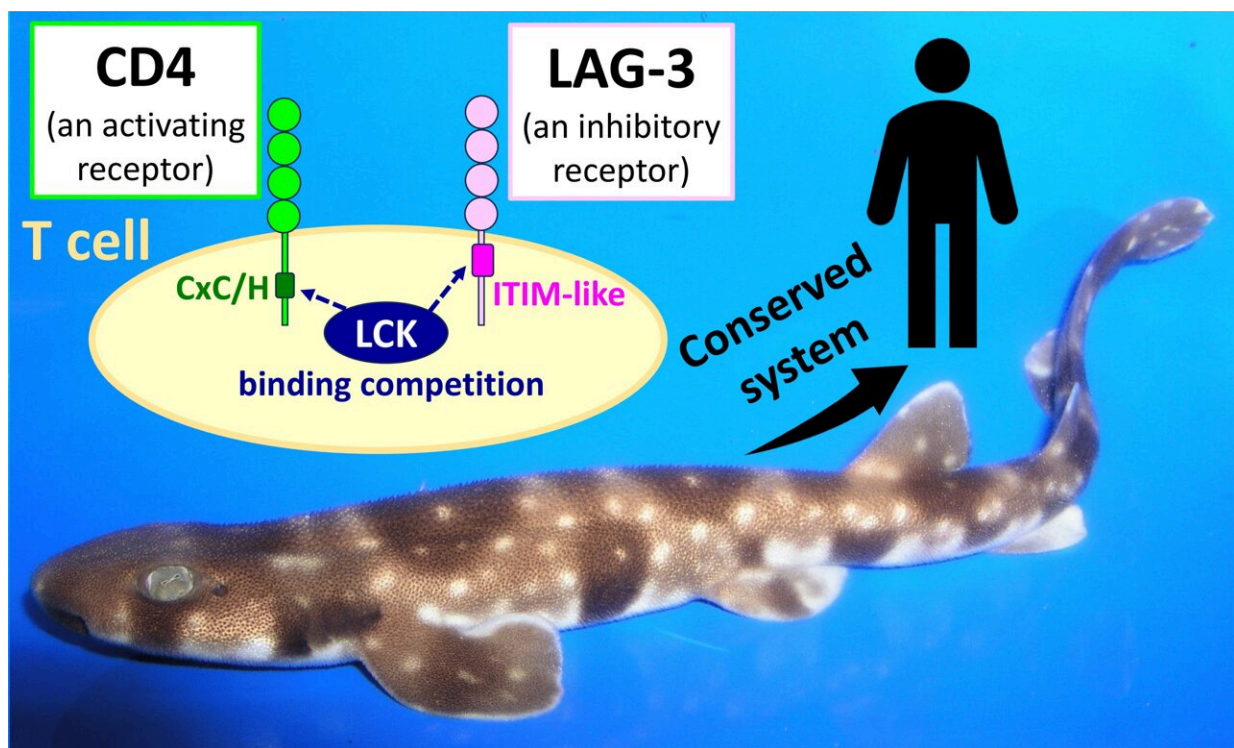 CD4
(an activating
receptor)
LAG-3
(an inhibitory
receptor)
T cell
CxC/H
ITIM-like
LCK
binding competition
Conserved
system